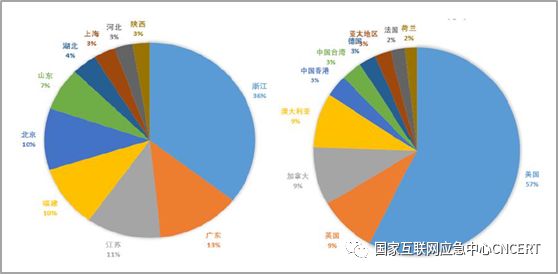 浙江
36%
广东
13%
江苏
11%
福建
10%
北京
10%
山东
7%
湖北
4%
上海
3%
河北
3%
陕西
3%
美国
57%
英国
9%
加拿大
9%
澳大利亚
9%
中国香港
3%
中国台湾
3%
德国
3%
亚太地区
3%
法国
2%
荷兰
2%
国家互联网应急中心CNCERT